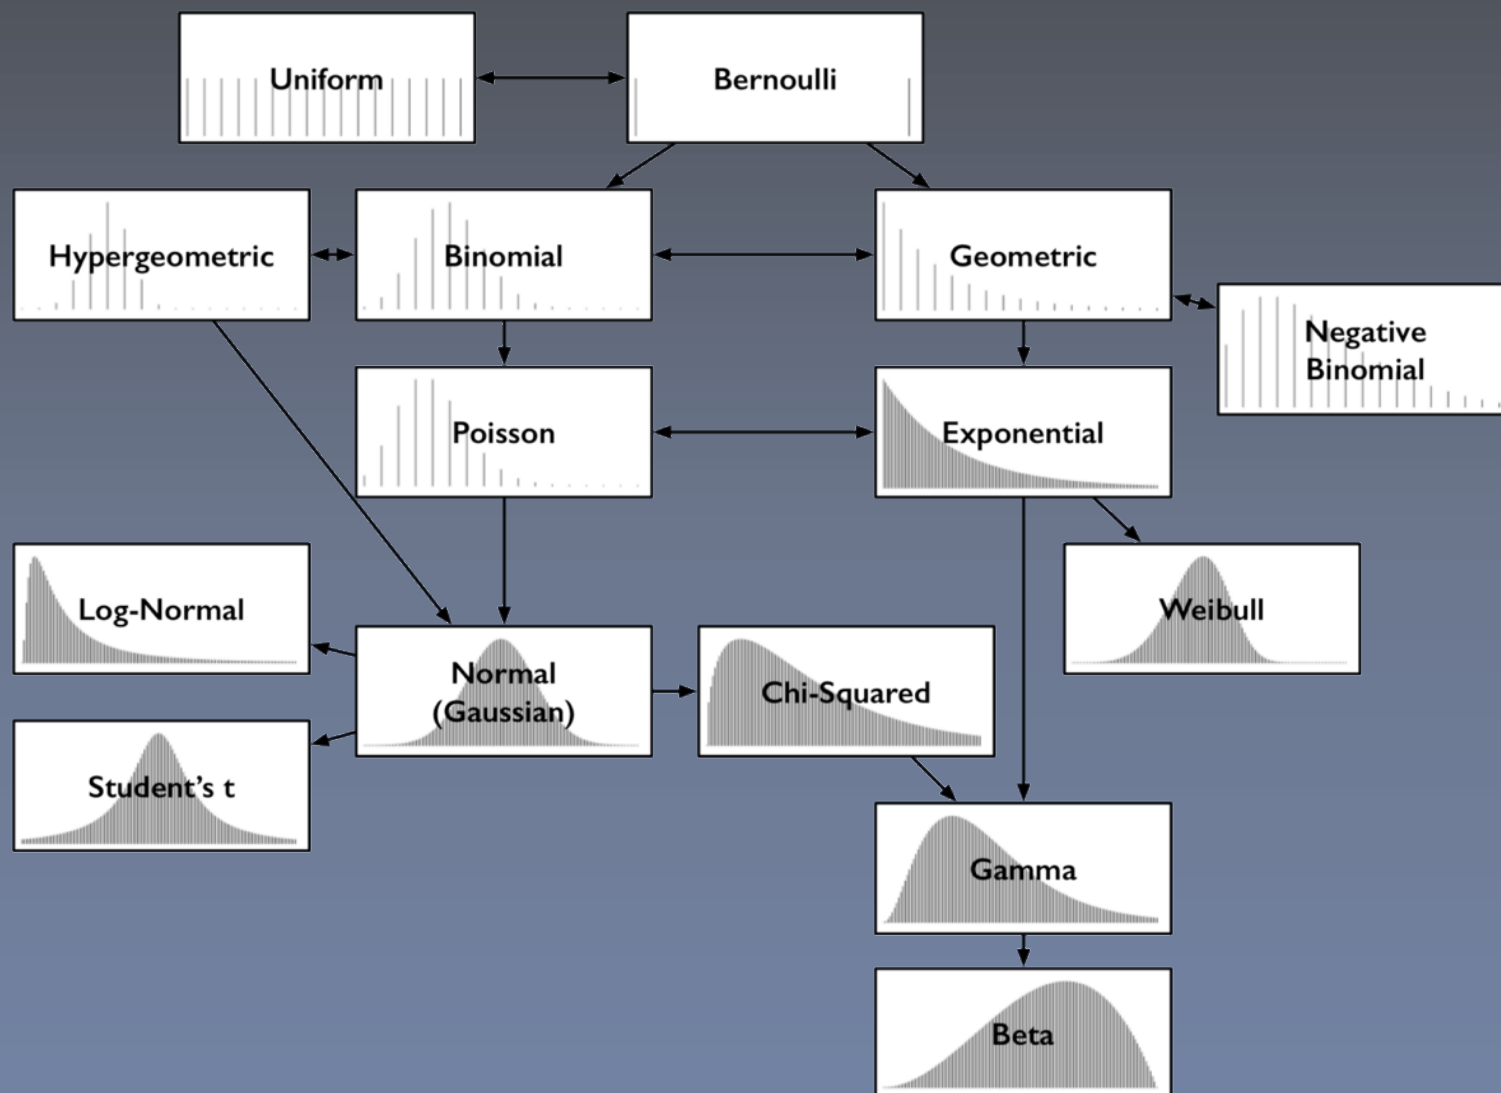 Uniform
Bernoulli
Hypergeometric
Binomial
Geometric
Negative
Binomial
Poisson
Exponential
Log-Normal
Weibull
Normal
(Gaussian)
Chi-Squared
Student’s t
Gamma
Beta